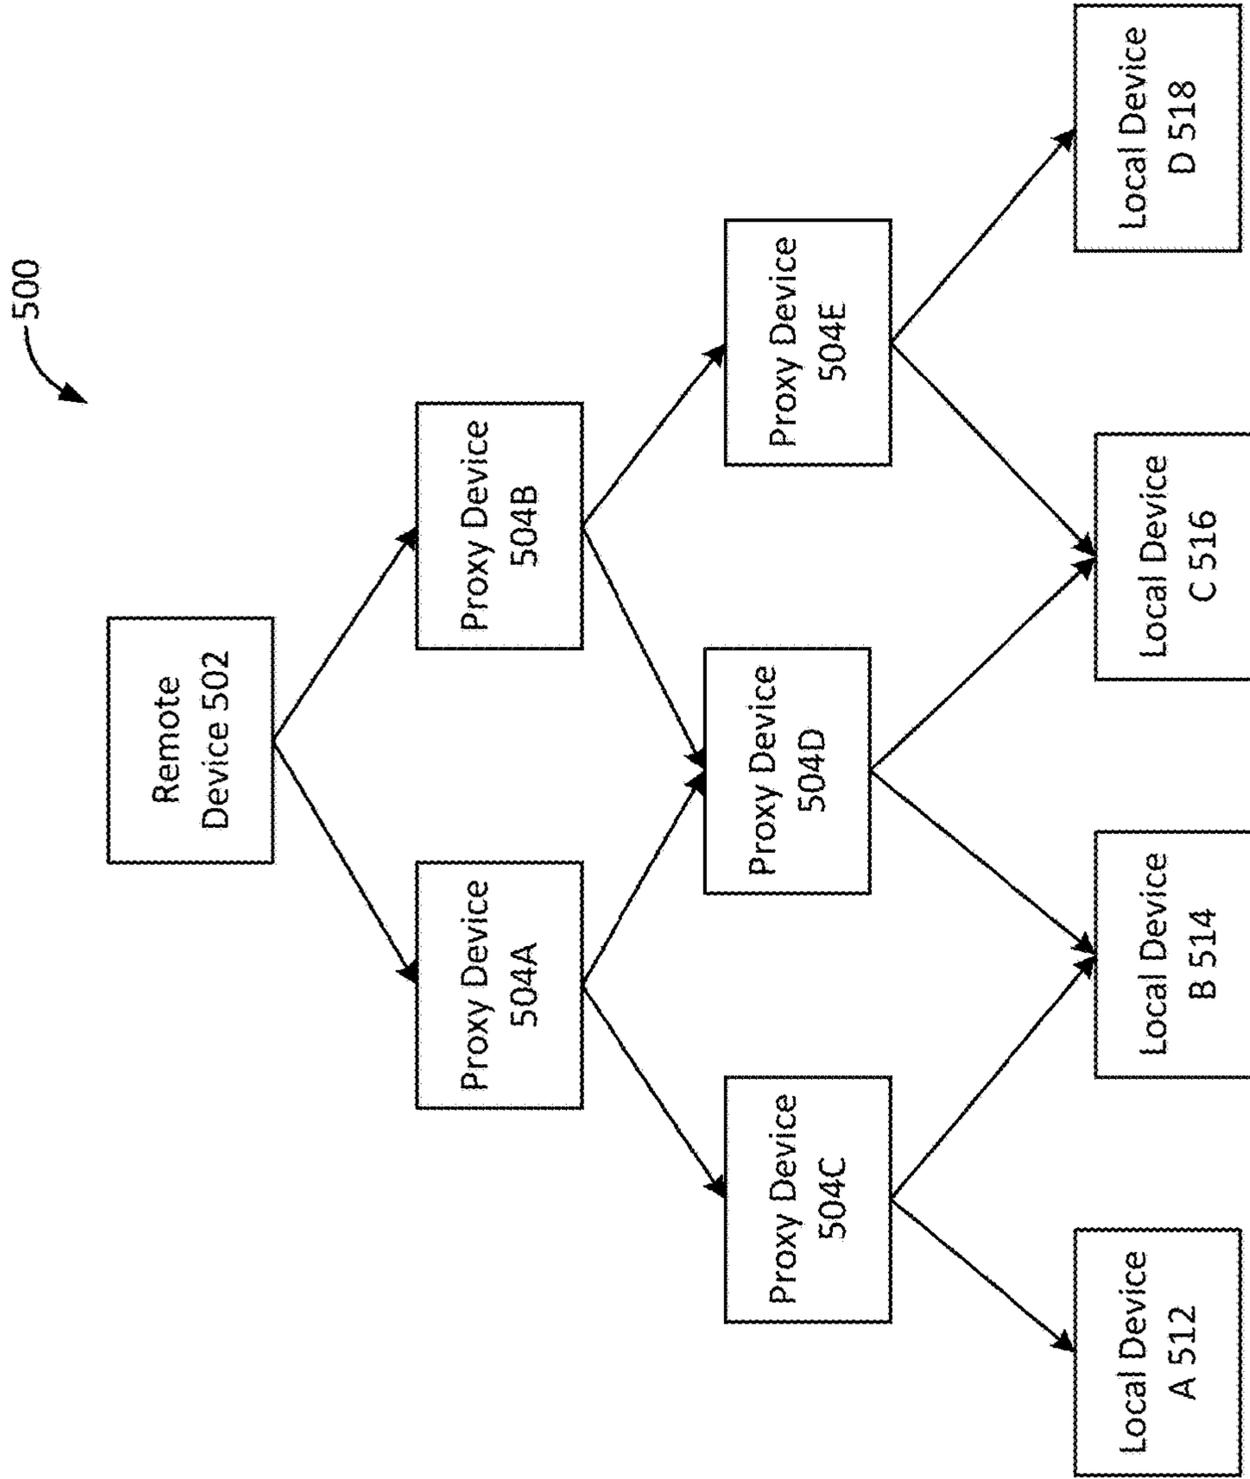 500
Remote
Device 502
Proxy Device
504A
Proxy Device
504B
Proxy Device
504C
Proxy Device
504D
Proxy Device
504E
Local Device
A 512
Local Device
B 514
Local Device
C 516
Local Device
D 518